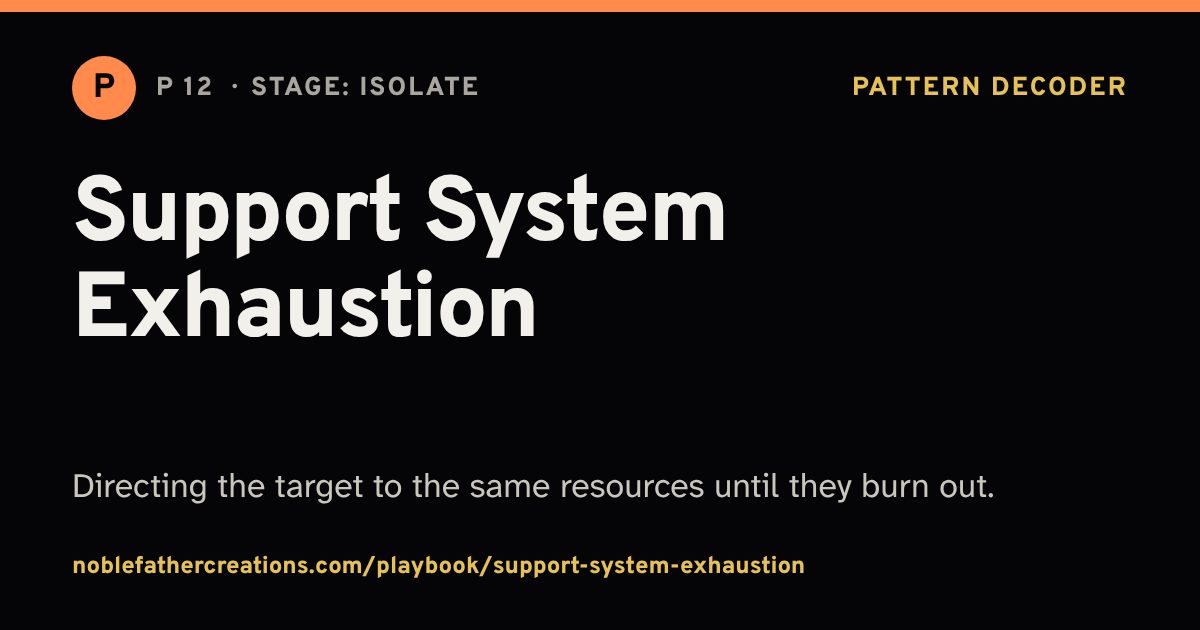 P
P 12 · STAGE: ISOLATE
PATTERN DECODER
Support System
Exhaustion
Directing the target to the same resources until they burn out.
noblefathercreations.com/playbook/support-system-exhaustion